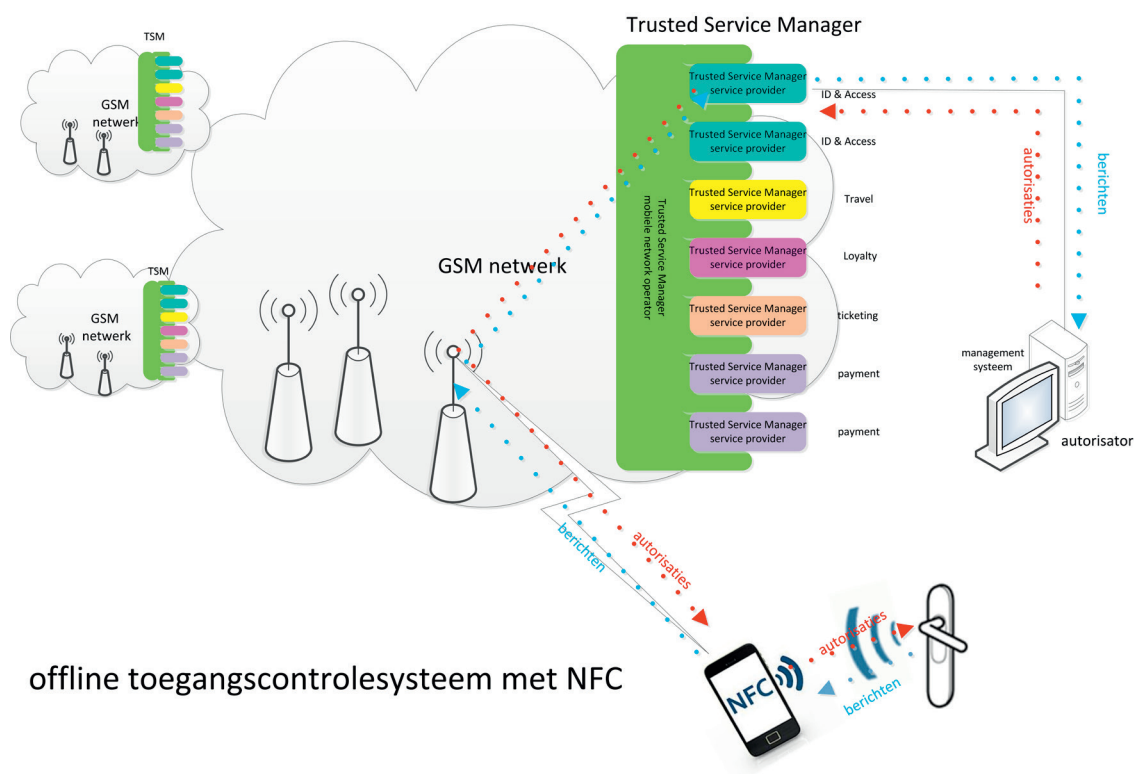 Trusted Service Manager
TSM
GSM
netwerk
TSM
GSM
netwerk
GSM netwerk
Trusted Service Manager
mobiele network operator
Trusted Service Manager
service provider
ID & Access
Trusted Service Manager
service provider
ID & Access
Trusted Service Manager
service provider
Travel
Trusted Service Manager
service provider
Loyalty
Trusted Service Manager
service provider
ticketing
Trusted Service Manager
service provider
payment
Trusted Service Manager
service provider
payment
autorisaties
berichten
management
systeem
autorisator
berichten
autorisaties
autorisaties
berichten
NFC
offline toegangscontrolesysteem met NFC